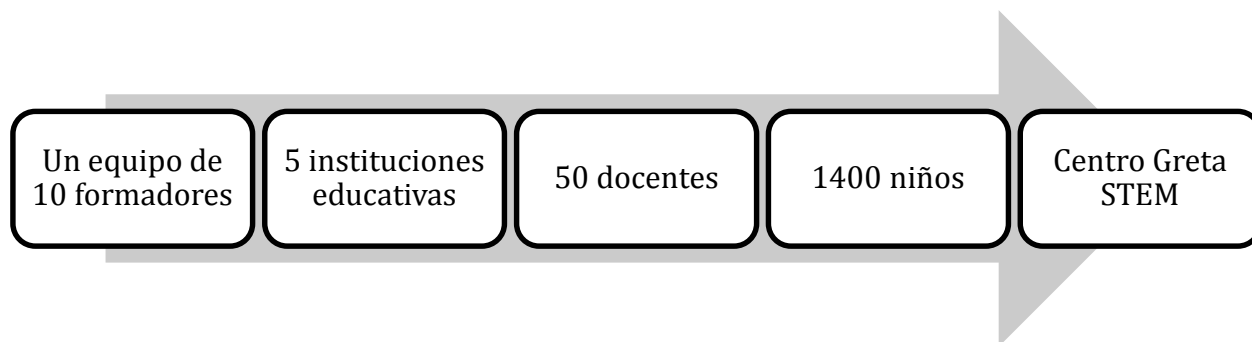 Un equipo de
10 formadores
5 instituciones
educativas
50 docentes
1400 niños
Centro Greta
STEM